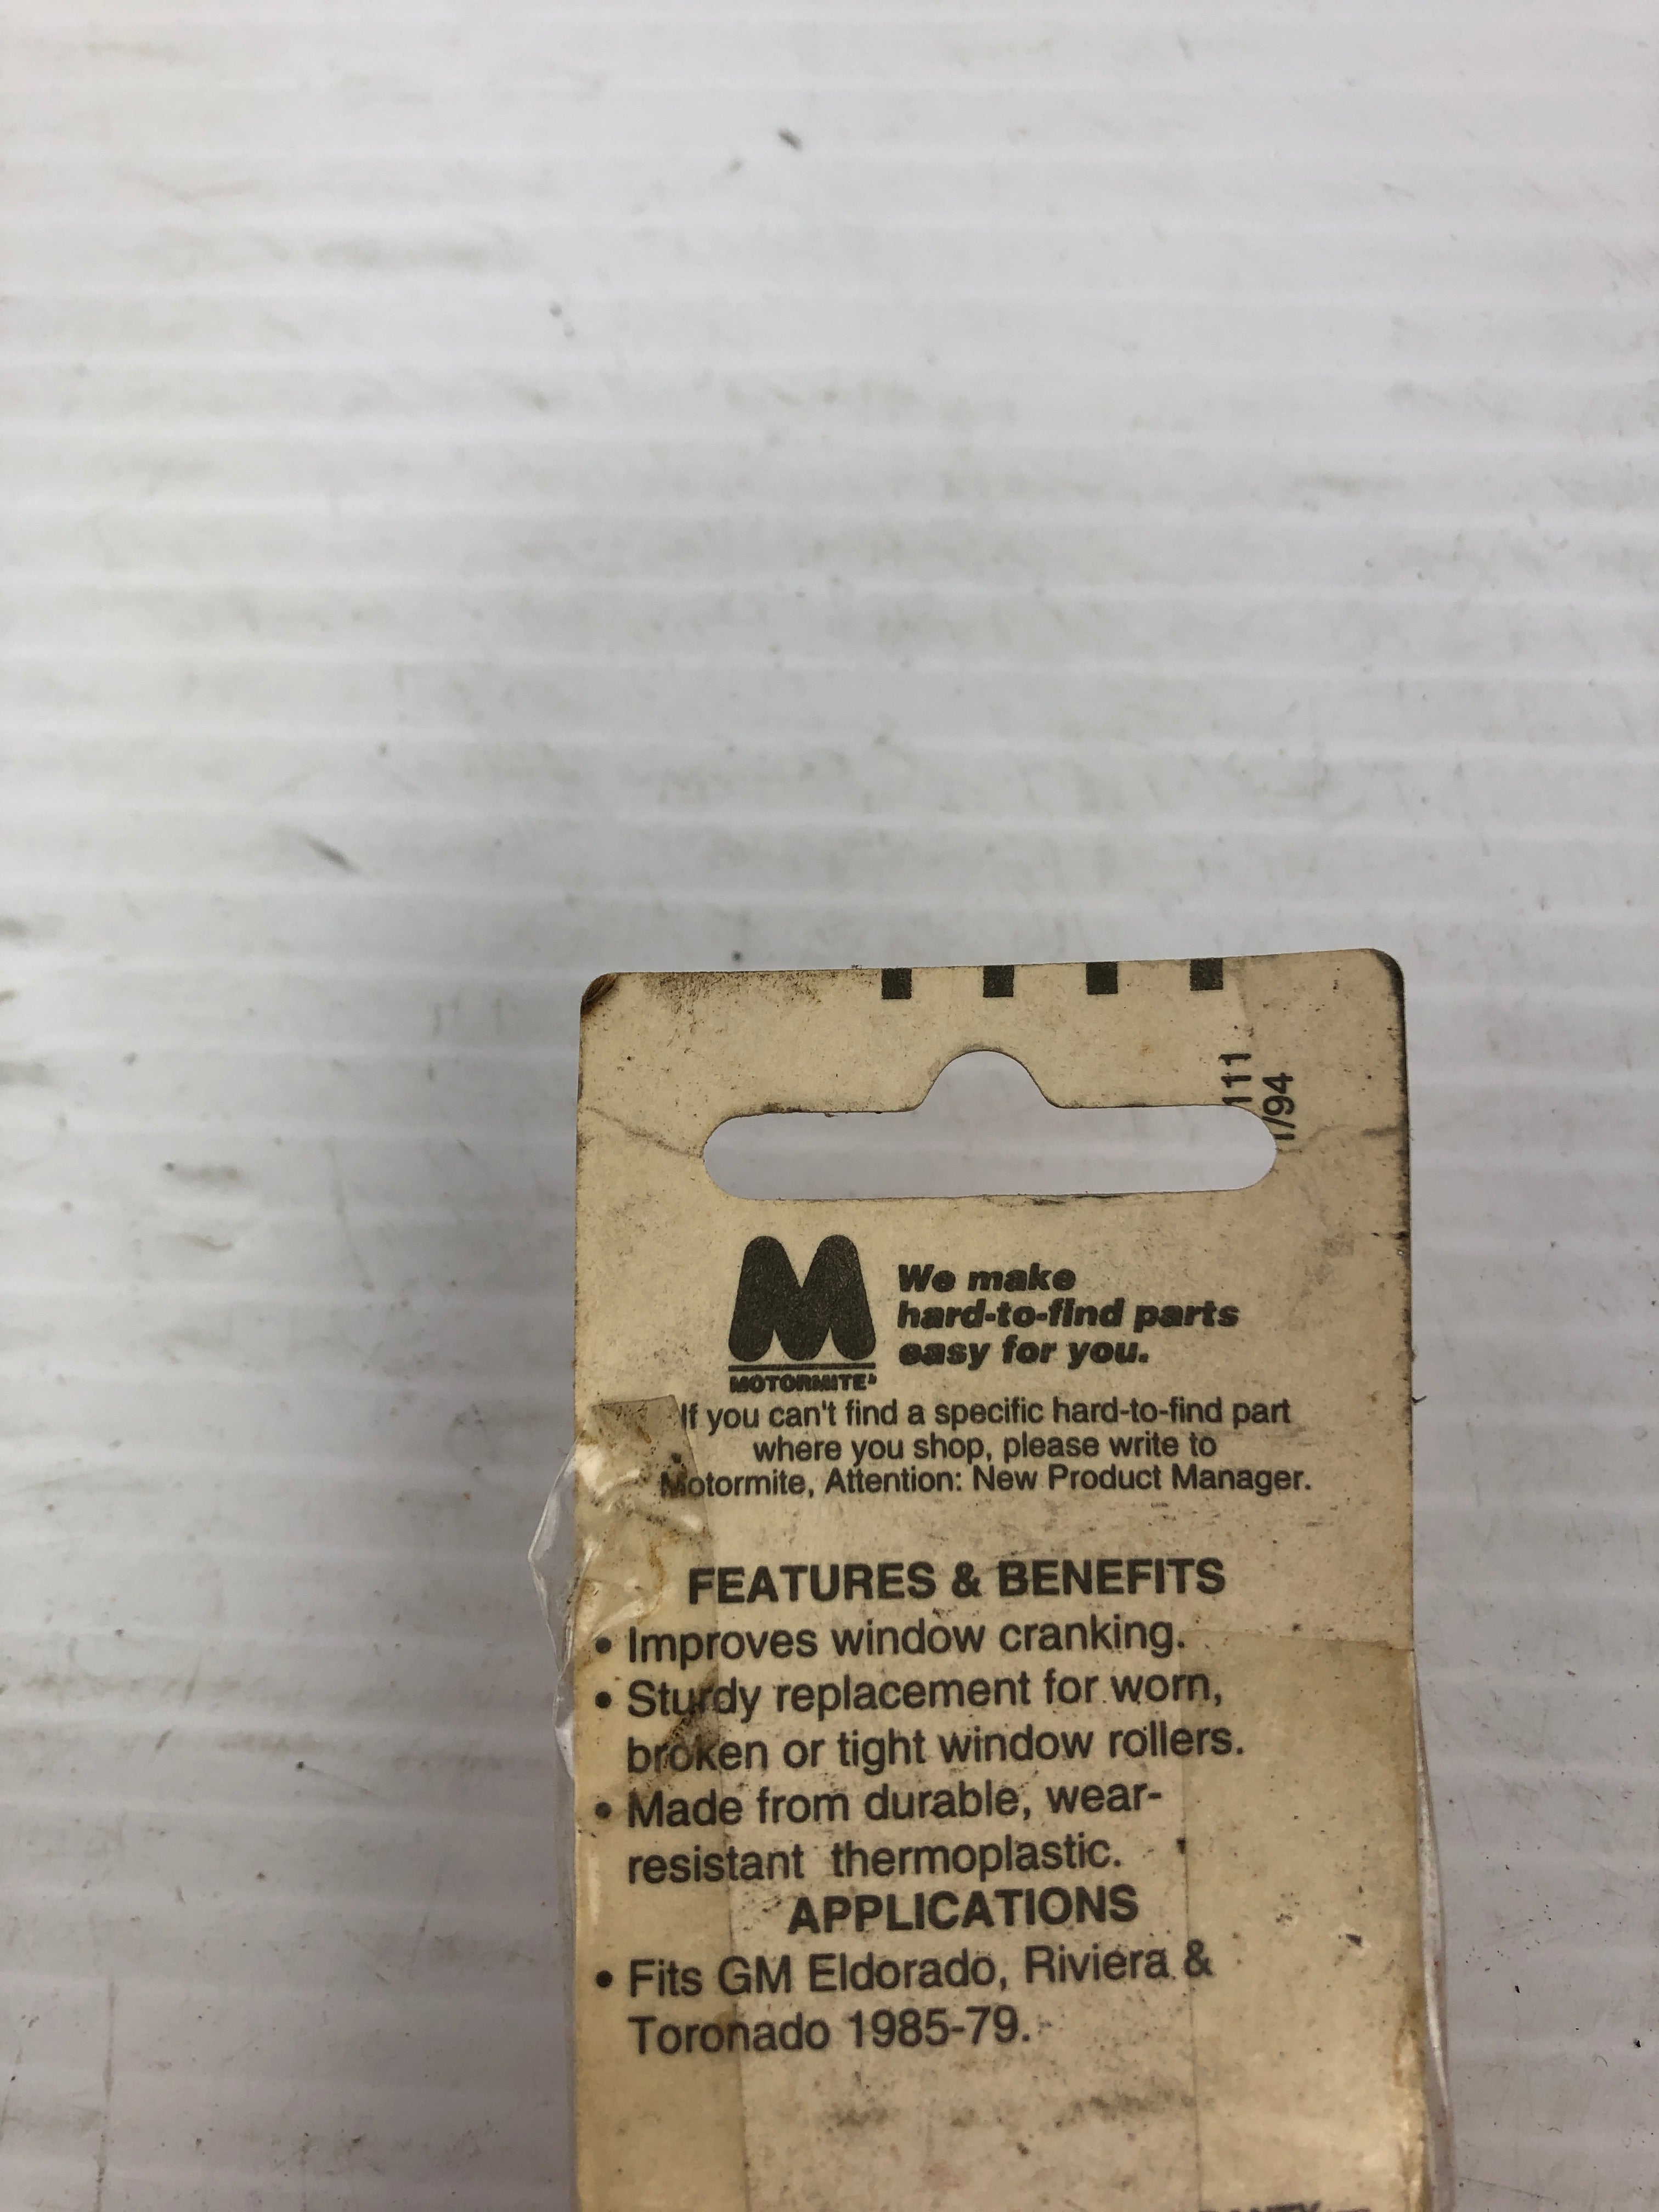 111
1/94
We make
hard-to-find parts
easy for you.
MOTORMITE®
If you can't find a specific hard-to-find part
where you shop, please write to
Motormite, Attention: New Product Manager.
FEATURES & BENEFITS
• Improves window cranking.
• Sturdy replacement for worn,
broken or tight window rollers.
• Made from durable, wear-
resistant thermoplastic.
APPLICATIONS
• Fits GM Eldorado, Riviera &
Toronado 1985-79.